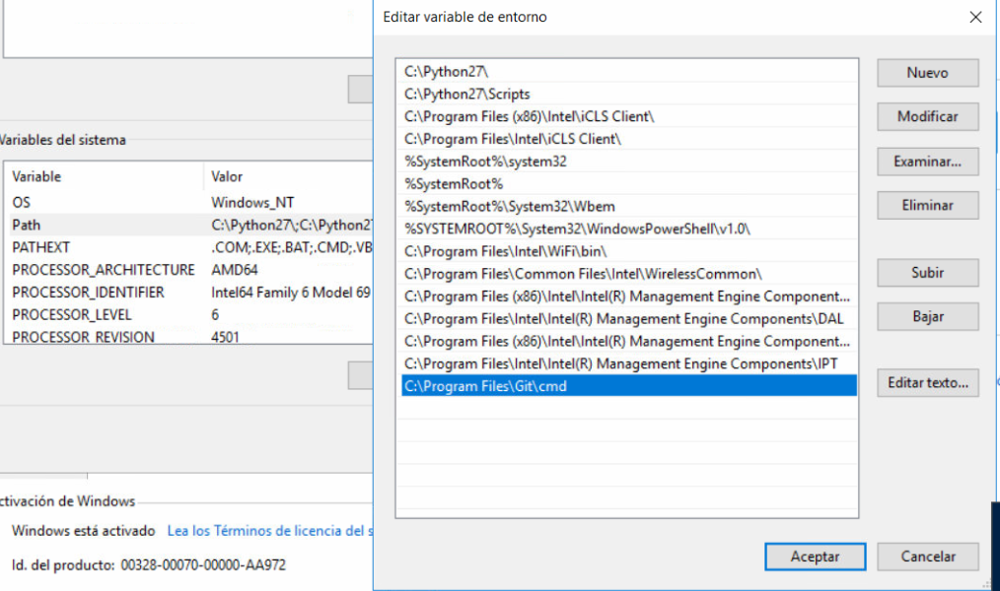 Editar variable de entorno
C:\Python27\
C:\Python27\Scripts
C:\Program Files (x86)\Intel\iCLS Client\
C:\Program Files\Intel\iCLS Client\
%SystemRoot%\system32
%SystemRoot%
%SystemRoot%\System32\Wbem
%SYSTEMROOT%\System32\WindowsPowerShell\v1.0\
C:\Program Files\Intel\WiFi\bin\
C:\Program Files\Common Files\Intel\WirelessCommon\
C:\Program Files (x86)\Intel\Intel(R) Management Engine Component...
C:\Program Files\Intel\Intel(R) Management Engine Components\DAL
C:\Program Files (x86)\Intel\Intel(R) Management Engine Component...
C:\Program Files\Intel\Intel(R) Management Engine Components\IPT
C:\Program Files\Git\cmd
Nuevo
Modificar
Examinar...
Eliminar
Subir
Bajar
Editar texto...
Aceptar
Cancelar
Variables del sistema
Variable Valor
OS Windows_NT
Path C:\Python27\;C:\Python27
PATHEXT .COM;.EXE;.BAT;.CMD;.VB
PROCESSOR_ARCHITECTURE AMD64
PROCESSOR_IDENTIFIER Intel64 Family 6 Model 69
PROCESSOR_LEVEL 6
PROCESSOR_REVISION 4501
ctivación de Windows
Windows está activado Lea los Términos de licencia del s
Id. del producto: 00328-00070-00000-AA972